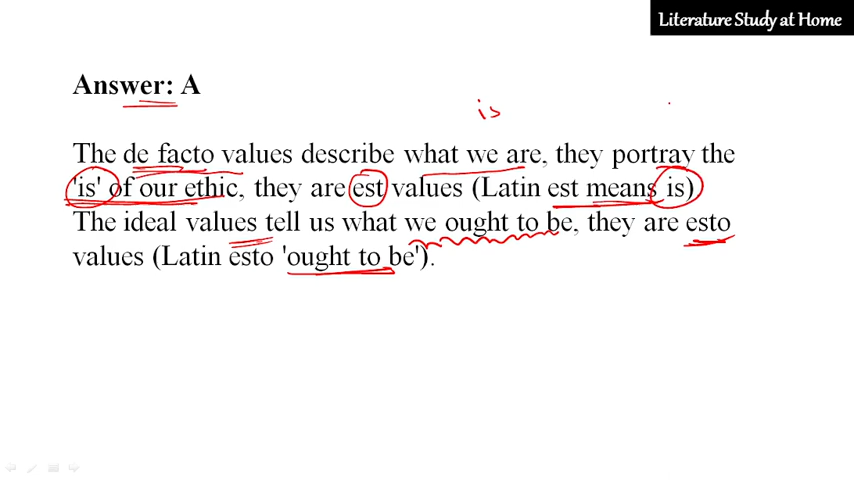 Literature Study at Home
Answer: A
is
The de facto values describe what we are, they portray the
'is' of our ethic, they are est values (Latin est means is)
The ideal values tell us what we ought to be, they are esto
values (Latin esto 'ought to be').